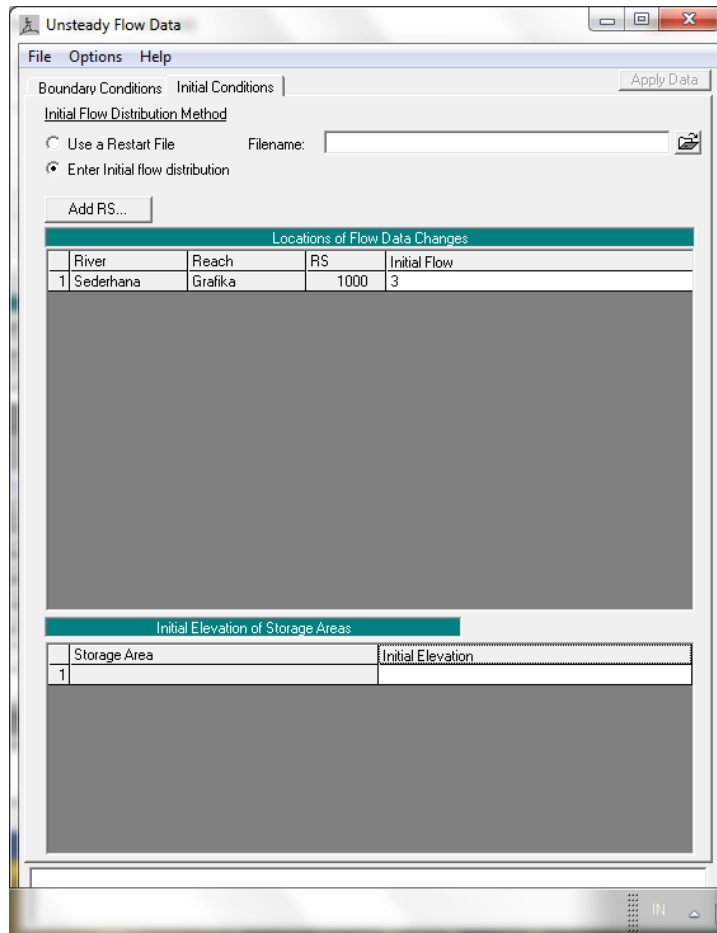 Unsteady Flow Data
File Options Help
Boundary Conditions Initial Conditions Apply Data
Initial Flow Distribution Method
Use a Restart File Filename:
Enter Initial flow distribution
Add RS...
Locations of Flow Data Changes
River Reach RS Initial Flow
1 Sederhana Grafika 1000 3
Initial Elevation of Storage Areas
Storage Area Initial Elevation
1
IN